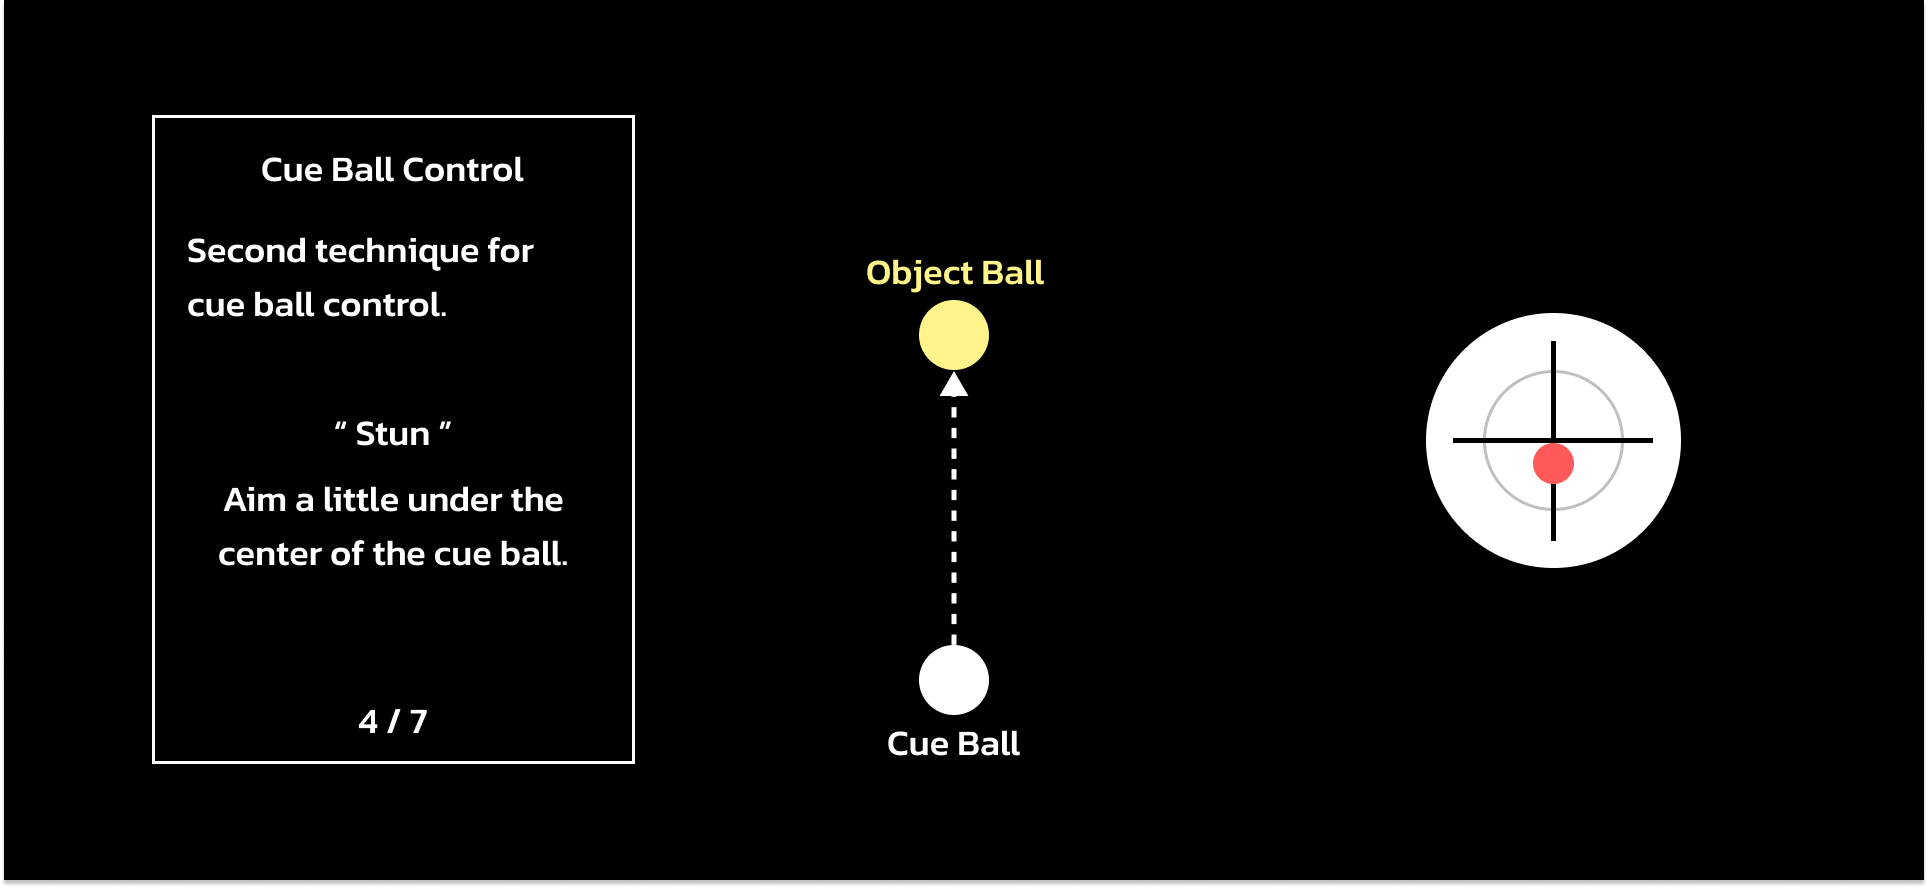 Cue Ball Control
Second technique for
cue ball control.
“ Stun ”
Aim a little under the
center of the cue ball.
4 / 7
Object Ball
Cue Ball